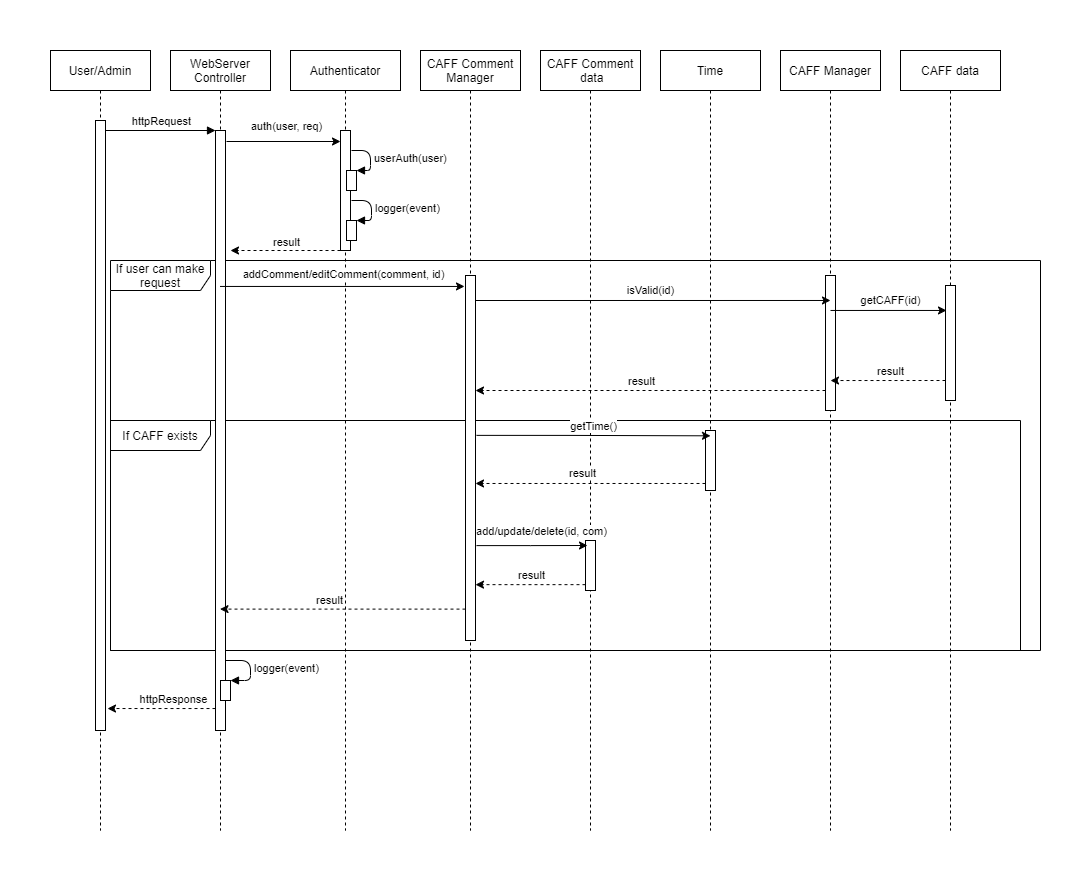 User/Admin
WebServer
Controller
Authenticator
CAFF Comment
Manager
CAFF Comment
data
Time
CAFF Manager
CAFF data
httpRequest
auth(user, req)
userAuth(user)
logger(event)
result
If user can make
request
addComment/editComment(comment, id)
isValid(id)
getCAFF(id)
result
result
If CAFF exists
getTime()
result
add/update/delete(id, com)
result
result
logger(event)
httpResponse